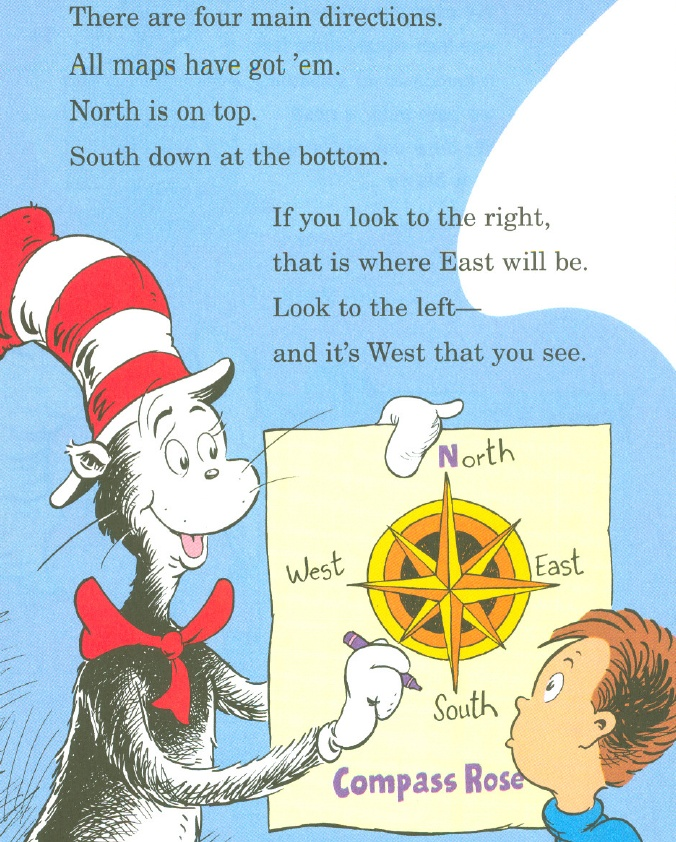 There are four main directions.
All maps have got ’em.
North is on top.
South down at the bottom.
If you look to the right,
that is where East will be.
Look to the left—
and it’s West that you see.
North
West
East
South
Compass Rose